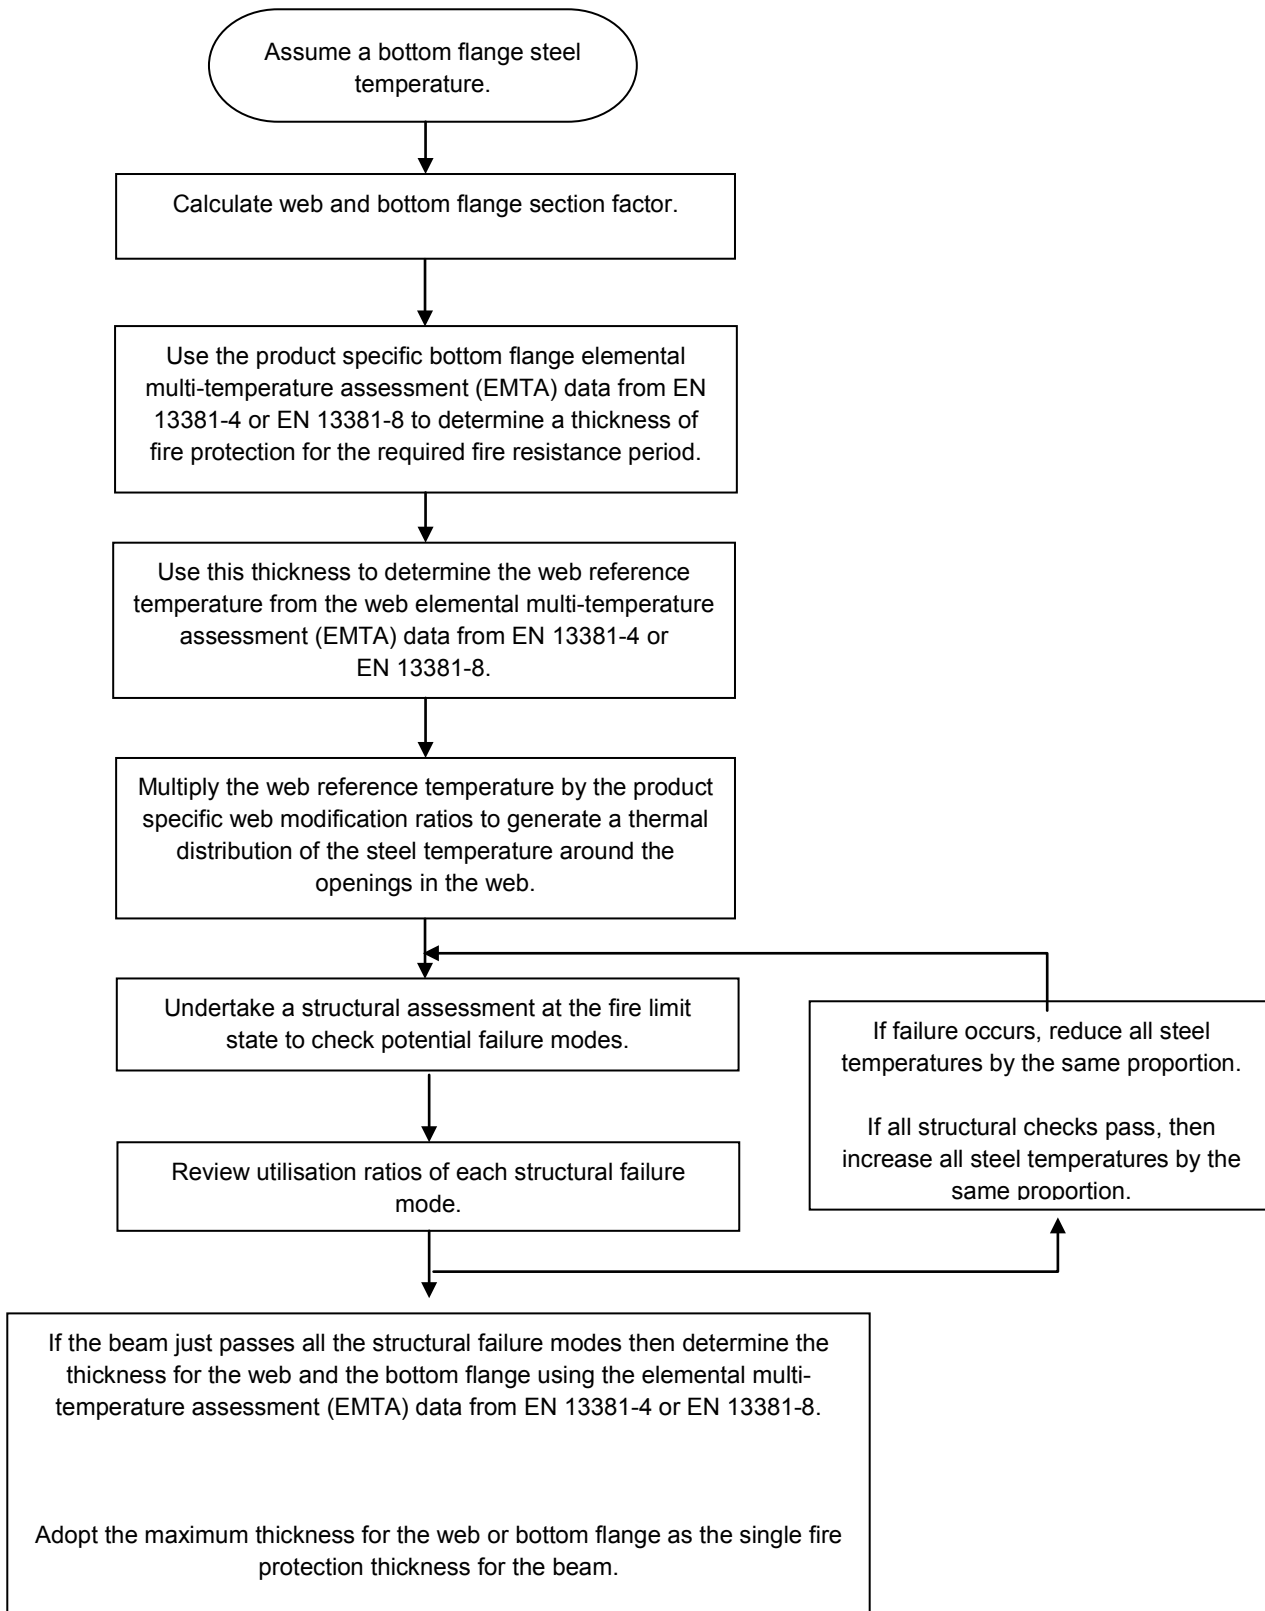 Assume a bottom flange steel
temperature.
Calculate web and bottom flange section factor.
Use the product specific bottom flange elemental
multi-temperature assessment (EMTA) data from EN
13381-4 or EN 13381-8 to determine a thickness of
fire protection for the required fire resistance period.
Use this thickness to determine the web reference
temperature from the web elemental multi-temperature
assessment (EMTA) data from EN 13381-4 or
EN 13381-8.
Multiply the web reference temperature by the product
specific web modification ratios to generate a thermal
distribution of the steel temperature around the
openings in the web.
Undertake a structural assessment at the fire limit
state to check potential failure modes.
If failure occurs, reduce all steel
temperatures by the same proportion.
If all structural checks pass, then
increase all steel temperatures by the
same proportion.
Review utilisation ratios of each structural failure
mode.
If the beam just passes all the structural failure modes then determine the
thickness for the web and the bottom flange using the elemental multi-
temperature assessment (EMTA) data from EN 13381-4 or EN 13381-8.
Adopt the maximum thickness for the web or bottom flange as the single fire
protection thickness for the beam.